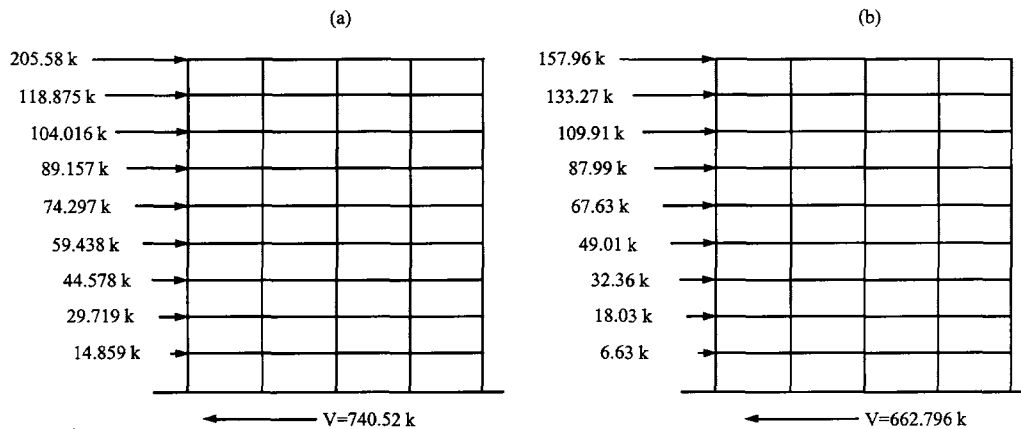 (a)
205.58 k
118.875 k
104.016 k
89.157 k
74.297 k
59.438 k
44.578 k
29.719 k
14.859 k
V=740.52 k
(b)
157.96 k
133.27 k
109.91 k
87.99 k
67.63 k
49.01 k
32.36 k
18.03 k
6.63 k
V=662.796 k